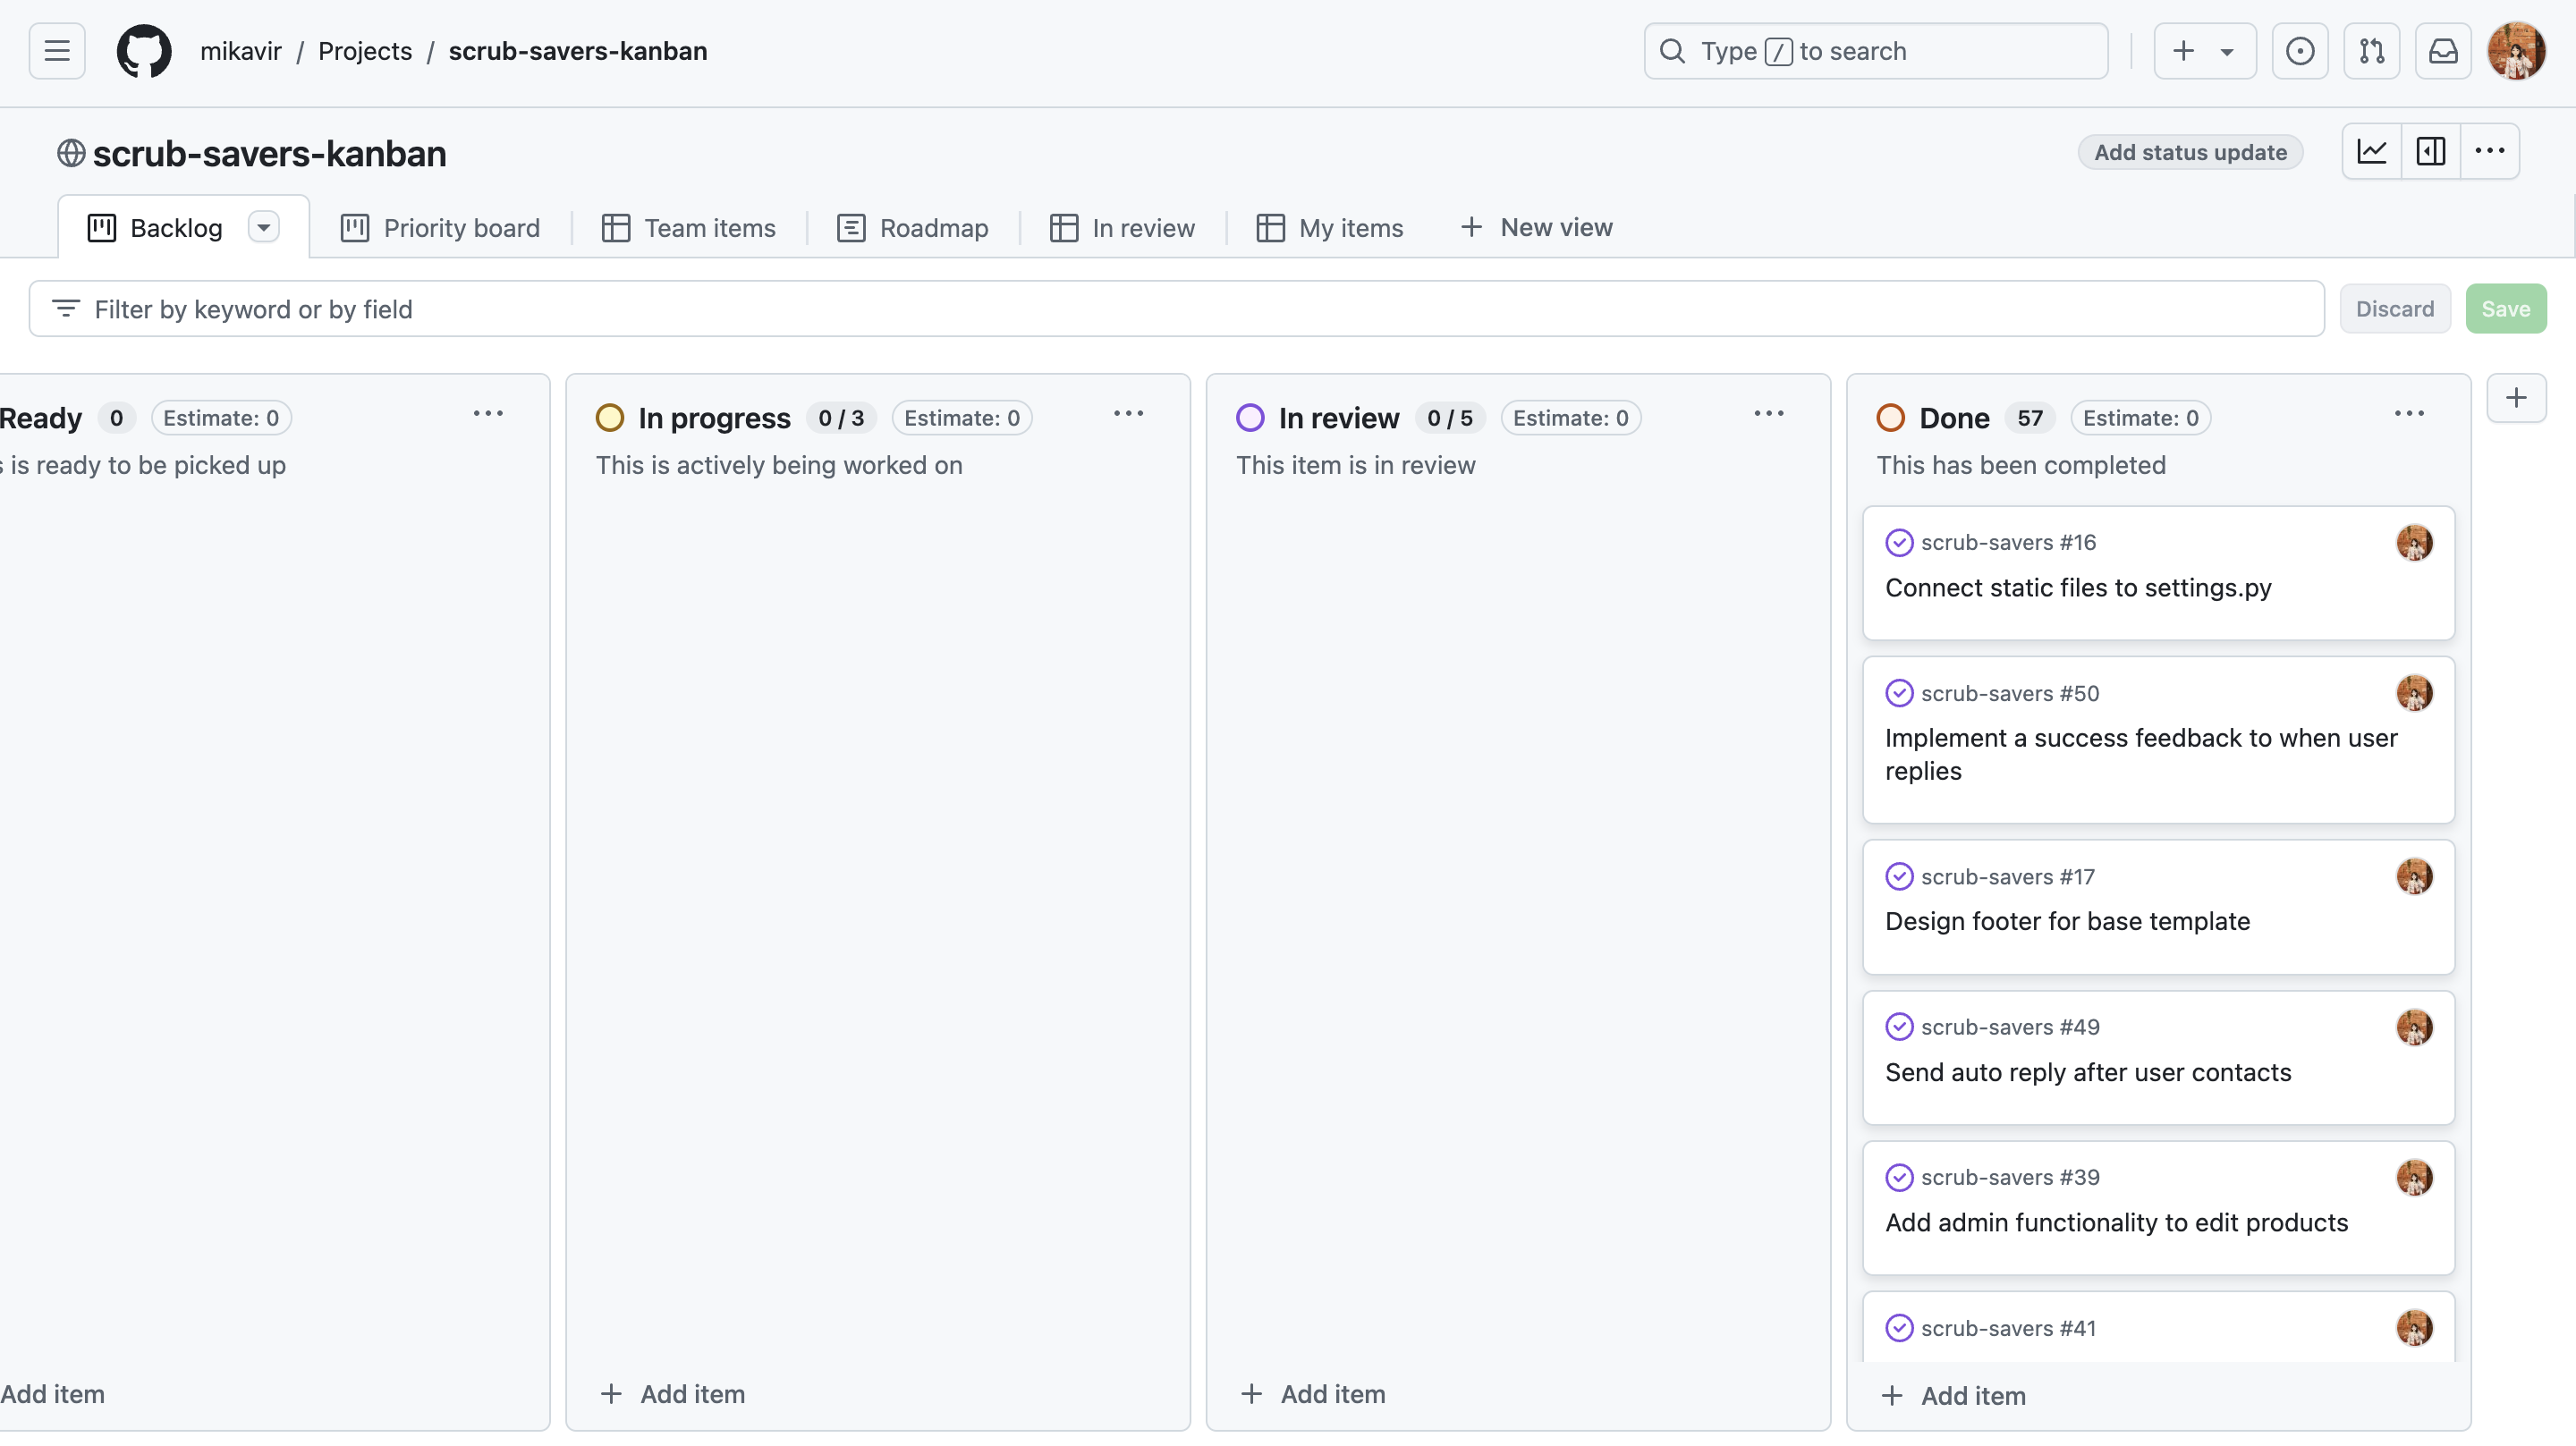 mikavir / Projects / scrub-savers-kanban
Type / to search
scrub-savers-kanban
Add status update
Backlog
Priority board
Team items
Roadmap
In review
My items
New view
Filter by keyword or by field
Discard
Save
Ready 0 Estimate: 0
s is ready to be picked up
Add item
In progress 0 / 3 Estimate: 0
This is actively being worked on
Add item
In review 0 / 5 Estimate: 0
This item is in review
Add item
Done 57 Estimate: 0
This has been completed
scrub-savers #16
Connect static files to settings.py
scrub-savers #50
Implement a success feedback to when user
replies
scrub-savers #17
Design footer for base template
scrub-savers #49
Send auto reply after user contacts
scrub-savers #39
Add admin functionality to edit products
scrub-savers #41
Add item